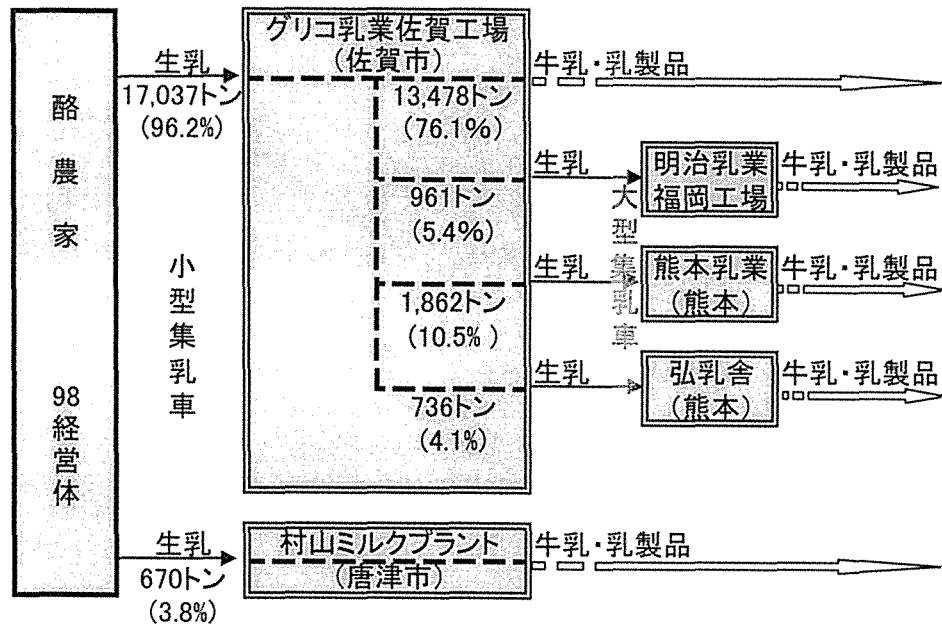 酪農家
98経営体
生乳
17,037トン
(96.2%)
小型集乳車
グリコ乳業佐賀工場
(佐賀市)
13,478トン
(76.1%)
961トン
(5.4%)
1,862トン
(10.5% )
736トン
(4.1%)
牛乳・乳製品
生乳
大型集乳車
明治乳業
福岡工場
牛乳・乳製品
生乳
熊本乳業
(熊本)
牛乳・乳製品
生乳
弘乳舎
(熊本)
牛乳・乳製品
生乳
670トン
(3.8%)
村山ミルクプラント
(唐津市)
牛乳・乳製品